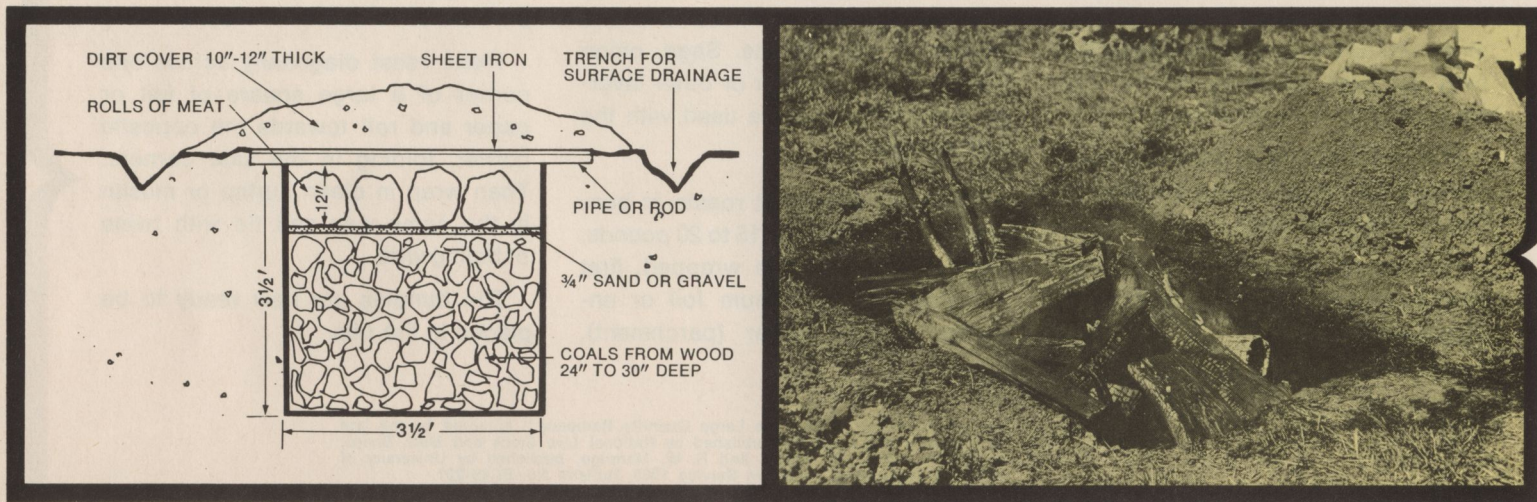 DIRT COVER 10"-12" THICK
SHEET IRON
TRENCH FOR
SURFACE DRAINAGE
ROLLS OF MEAT
12"
PIPE OR ROD
3½'
¾" SAND OR GRAVEL
COALS FROM WOOD
24" TO 30" DEEP
3½'